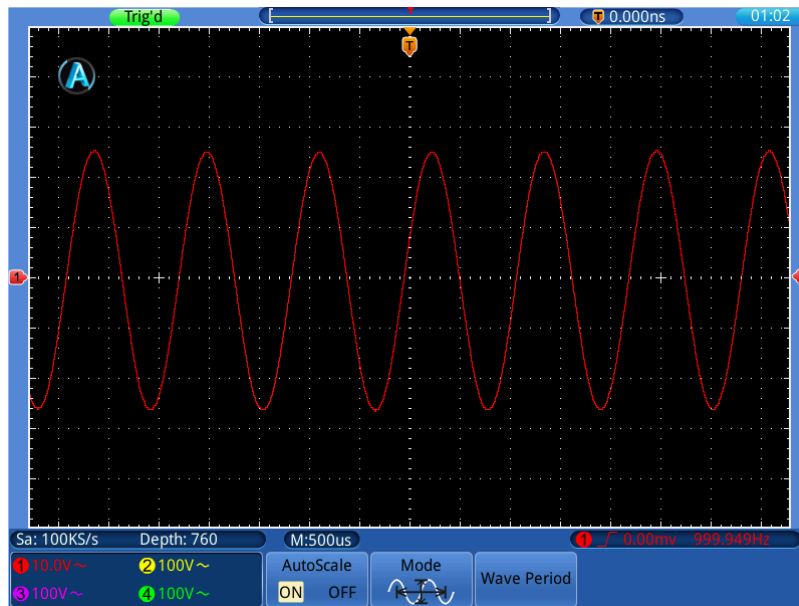 Trig'd
T 0.000ns
01:02
T
A
1
Sa: 100KS/s Depth: 760 M:500us 1 0.00mv 999.949Hz
1 10.0V~ 2 100V~
3 100V~ 4 100V~
AutoScale
ON OFF
Mode
Wave Period